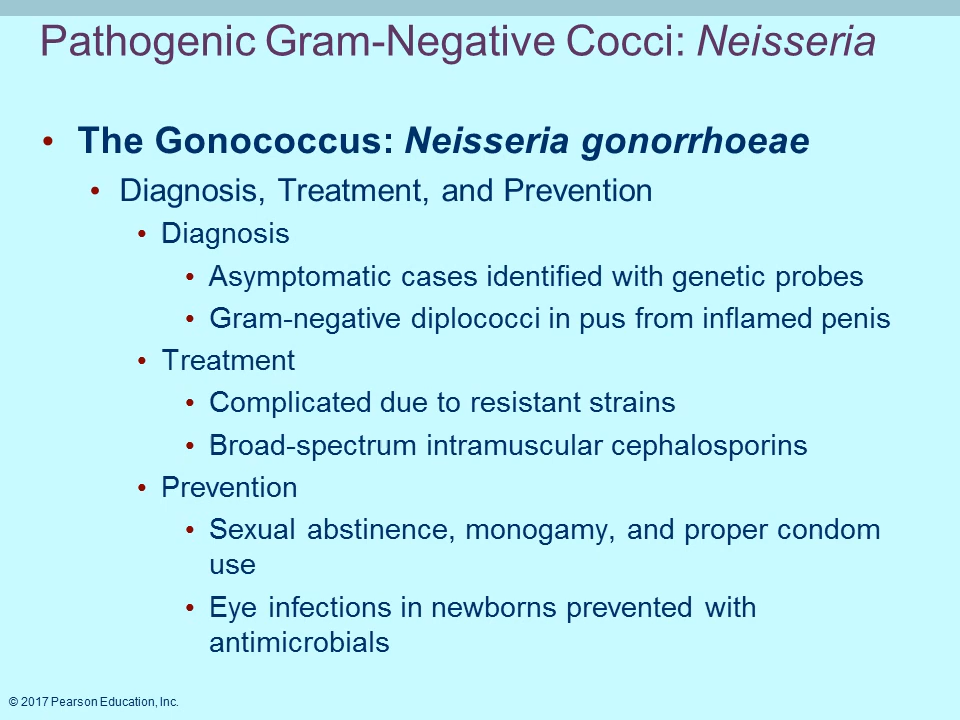 Pathogenic Gram-Negative Cocci: Neisseria
• The Gonococcus: Neisseria gonorrhoeae
• Diagnosis, Treatment, and Prevention
• Diagnosis
• Asymptomatic cases identified with genetic probes
• Gram-negative diplococci in pus from inflamed penis
• Treatment
• Complicated due to resistant strains
• Broad-spectrum intramuscular cephalosporins
• Prevention
• Sexual abstinence, monogamy, and proper condom
use
• Eye infections in newborns prevented with
antimicrobials
© 2017 Pearson Education, Inc.